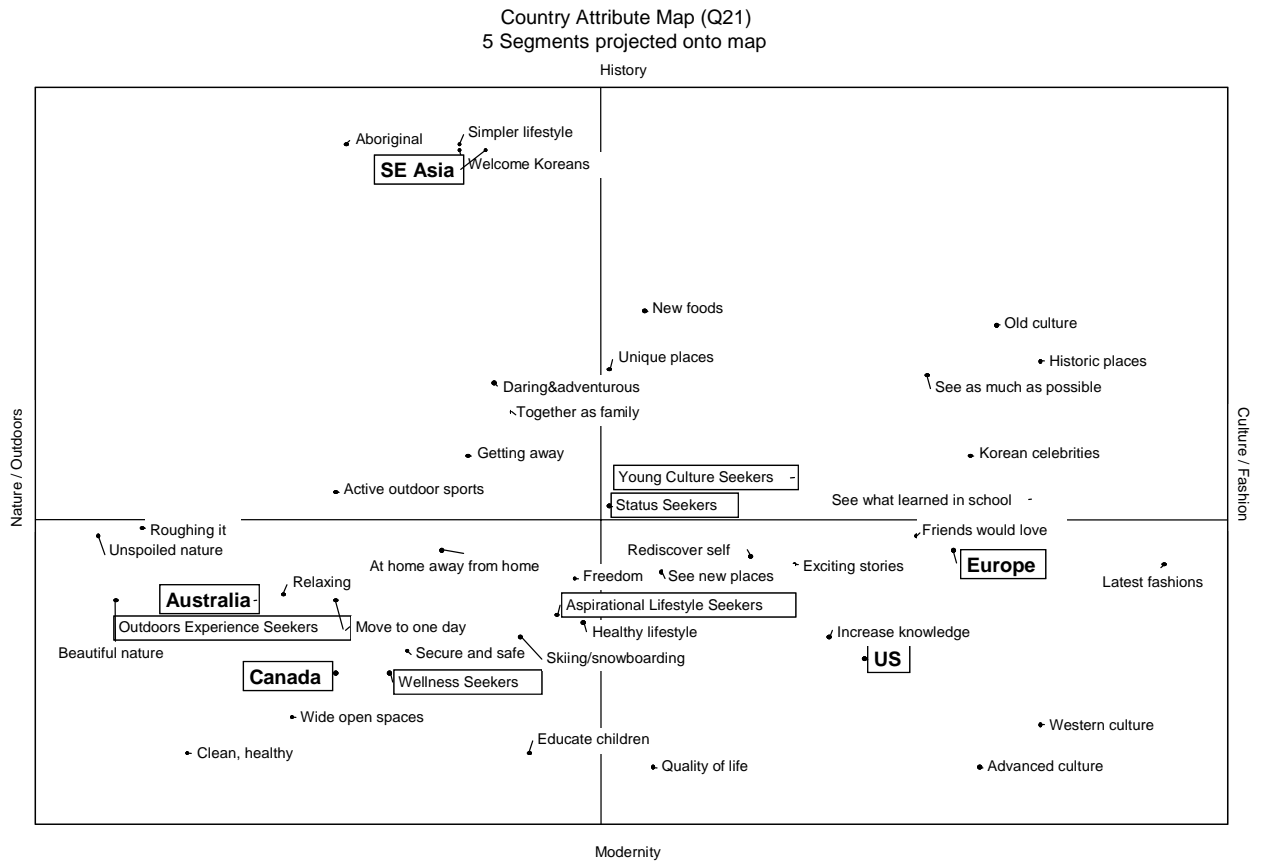 Country Attribute Map (Q21)
5 Segments projected onto map
History
Aboriginal
Simpler lifestyle
SE Asia
Welcome Koreans
New foods
Old culture
Unique places
Historic places
Daring&adventurous
See as much as possible
Together as family
Nature / Outdoors
Culture / Fashion
Getting away
Korean celebrities
Young Culture Seekers
Active outdoor sports
Status Seekers
See what learned in school
Roughing it
Friends would love
Unspoiled nature
Rediscover self
At home away from home
Exciting stories
Europe
Freedom
See new places
Latest fashions
Relaxing
Australia
Aspirational Lifestyle Seekers
Outdoors Experience Seekers
Move to one day
Healthy lifestyle
Increase knowledge
Beautiful nature
Secure and safe
Skiing/snowboarding
US
Canada
Wellness Seekers
Wide open spaces
Western culture
Educate children
Clean, healthy
Quality of life
Advanced culture
Modernity